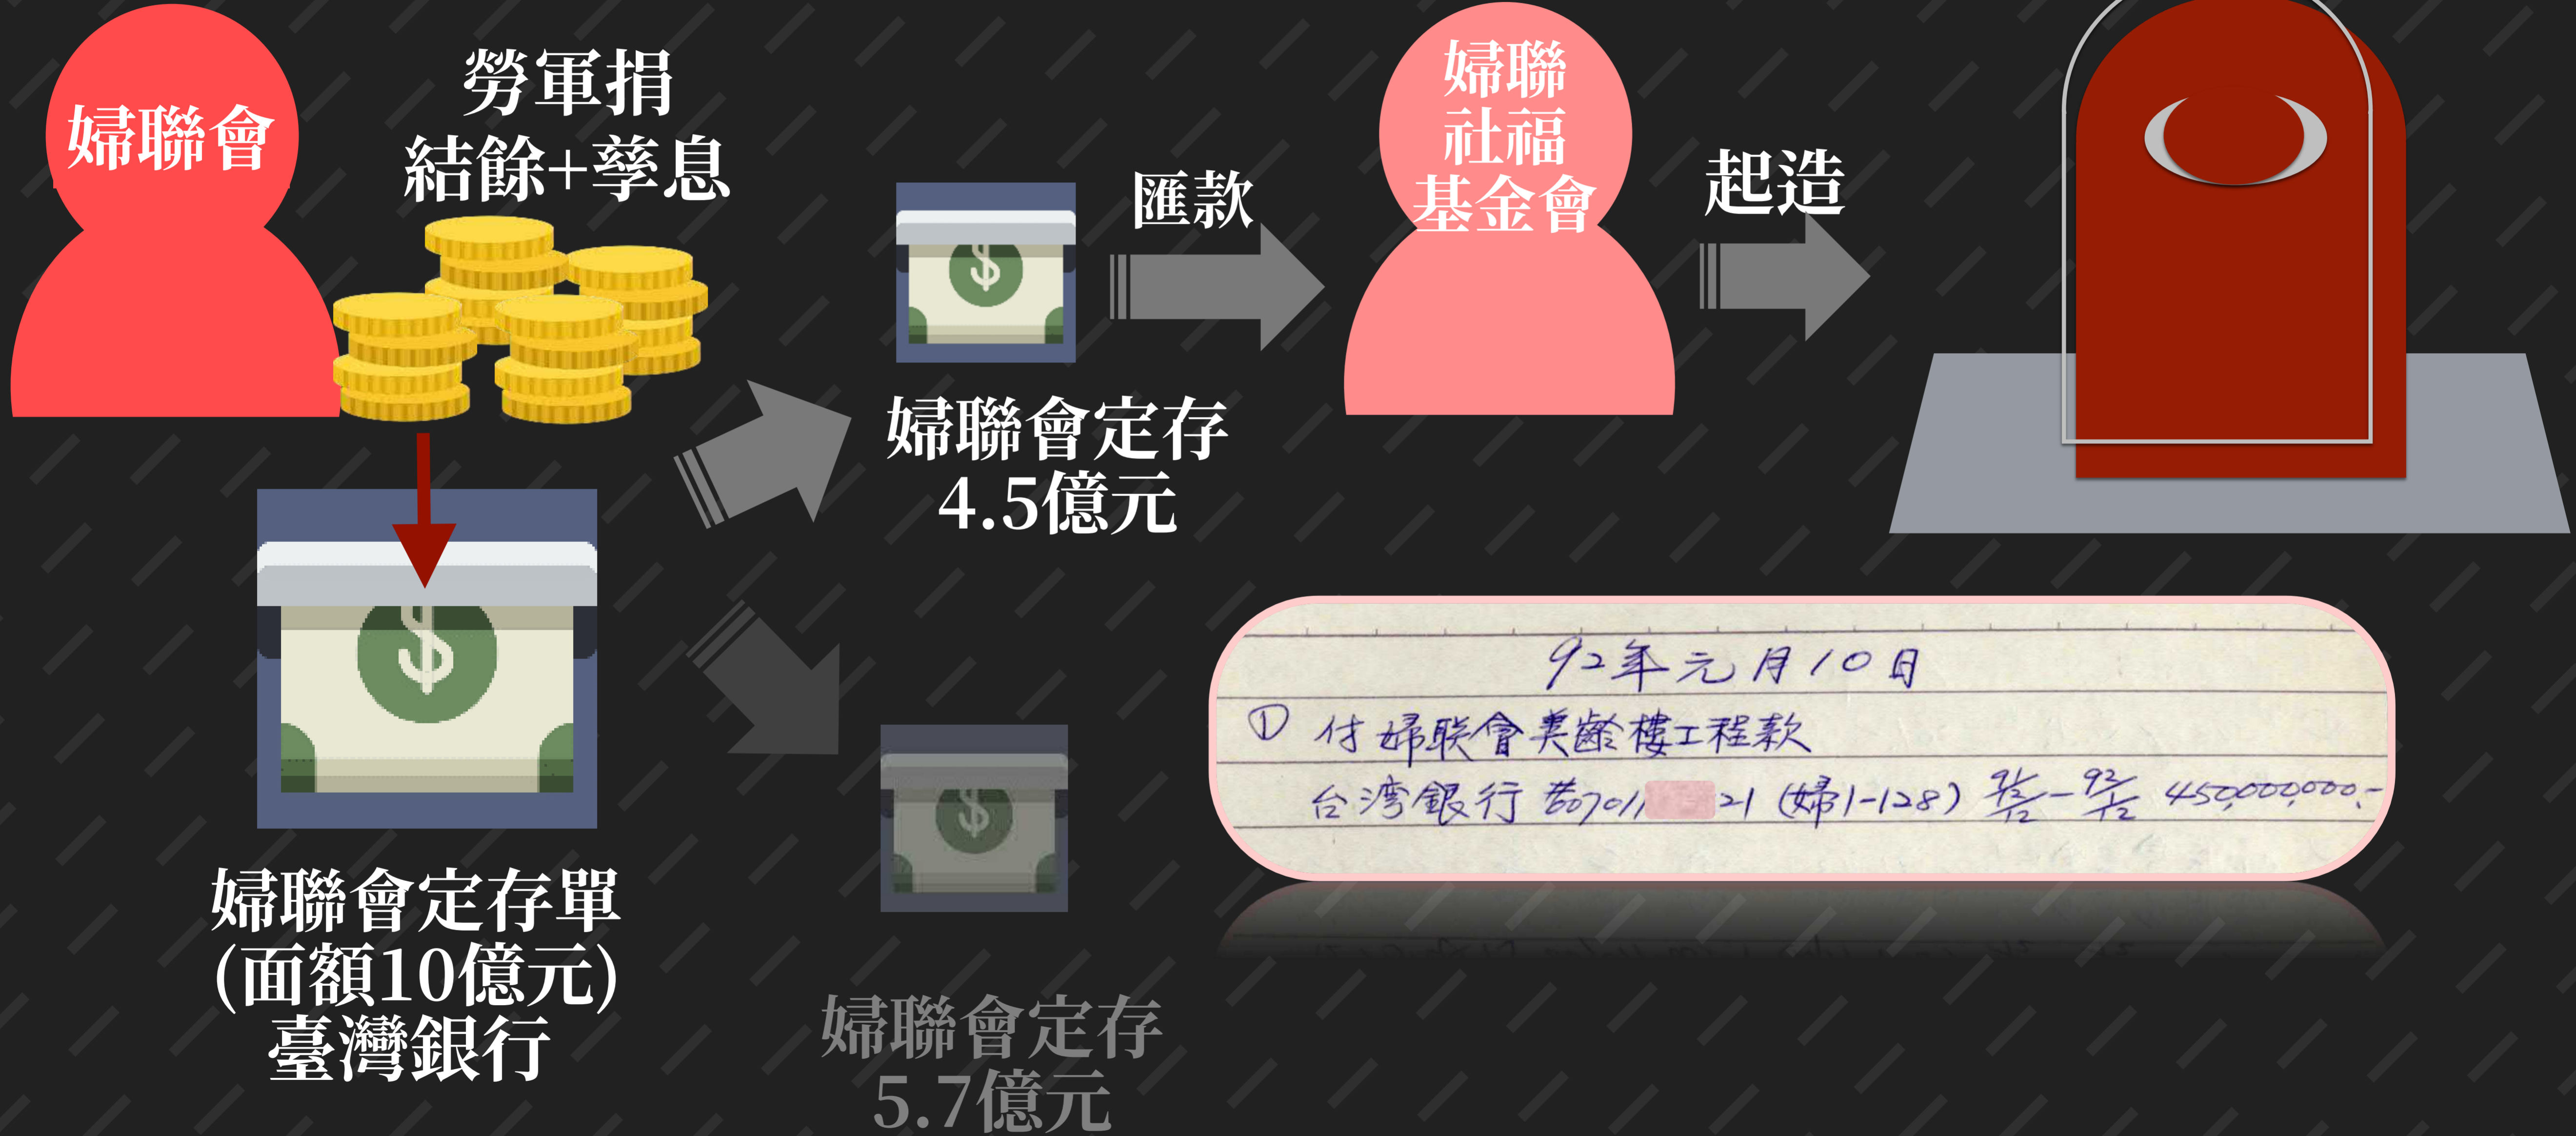 婦聯會
勞軍捐
結餘+孳息
婦聯會定存單
(面額10億元)
臺灣銀行
婦聯會定存
4.5億元
匯款
婦聯
社福
基金會
起造
婦聯會定存
5.7億元
92年元月10日
① 付婦联會美齡樓工程款
台湾銀行 21 (婦1-128) 450,000,000.-